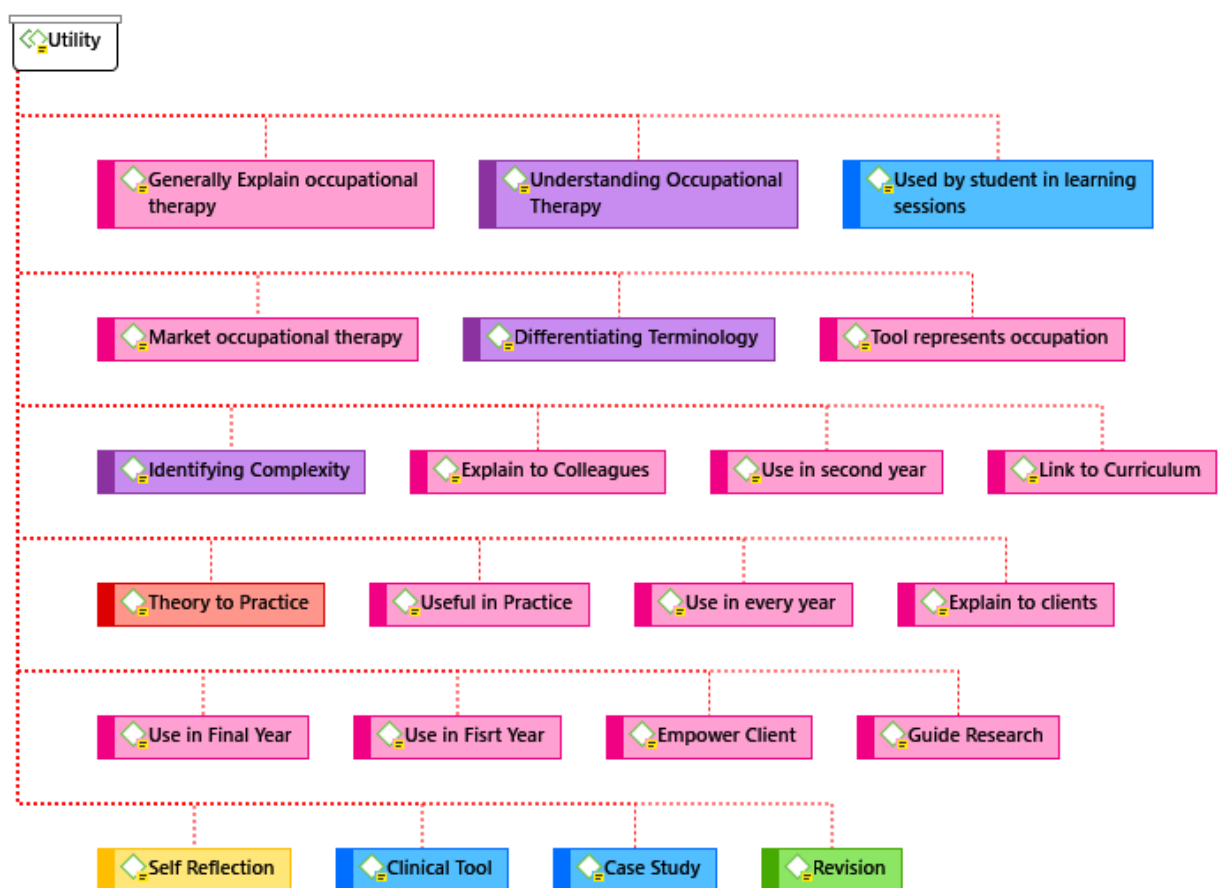 Utility
Generally Explain occupational
therapy
Understanding Occupational
Therapy
Used by student in learning
sessions
Market occupational therapy
Differentiating Terminology
Tool represents occupation
Identifying Complexity
Explain to Colleagues
Use in second year
Link to Curriculum
Theory to Practice
Useful in Practice
Use in every year
Explain to clients
Use in Final Year
Use in Fisrt Year
Empower Client
Guide Research
Self Reflection
Clinical Tool
Case Study
Revision